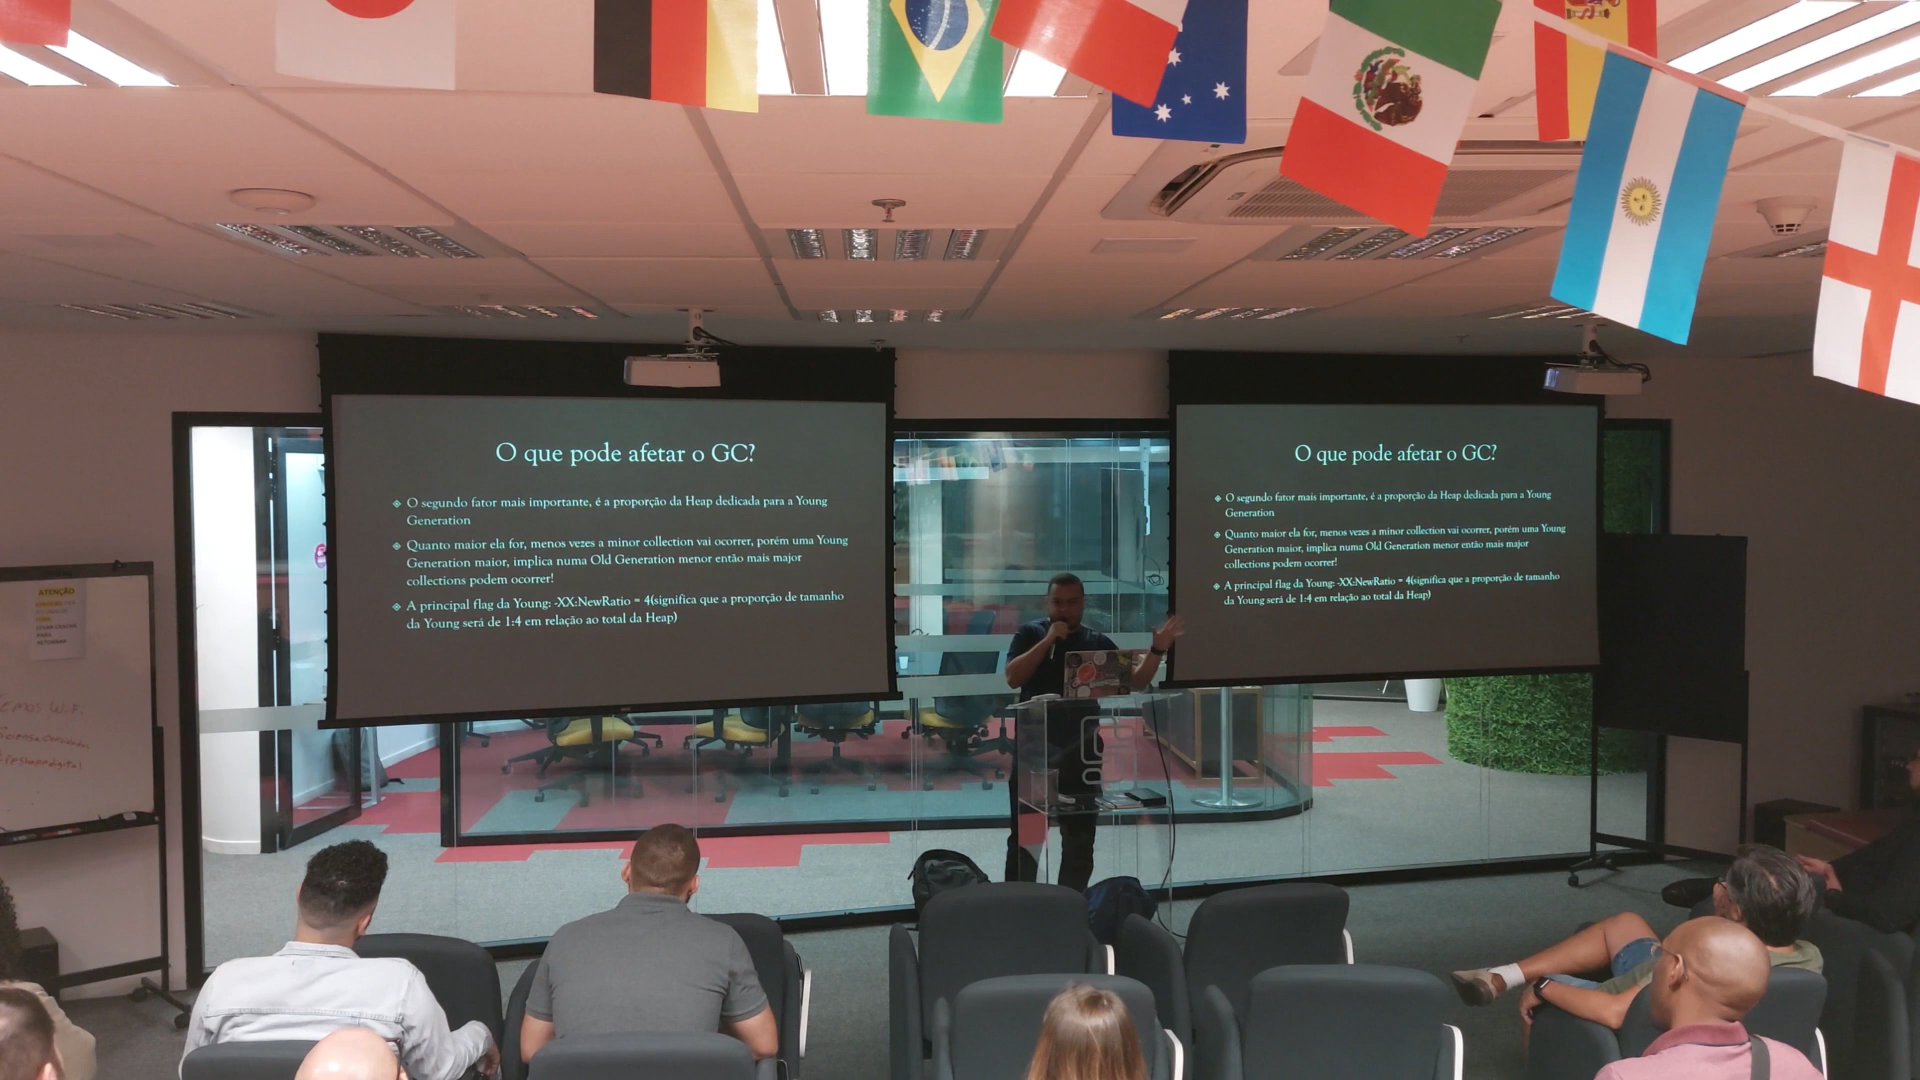 O que pode afetar o GC?
O segundo fator mais importante, é a proporção da Heap dedicada para a Young
Generation
Quanto maior ela for, menos vezes a minor collection vai ocorrer, porém uma Young
Generation maior, implica numa Old Generation menor então mais major
collections podem ocorrer!
A principal flag da Young: -XX:NewRatio = 4(significa que a proporção de tamanho
da Young será de 1:4 em relação ao total da Heap)
O que pode afetar o GC?
O segundo fator mais importante, é a proporção da Heap dedicada para a Young
Generation
Quanto maior ela for, menos vezes a minor collection vai ocorrer, porém uma Young
Generation maior, implica numa Old Generation menor então mais major
collections podem ocorrer!
A principal flag da Young: -XX:NewRatio = 4(significa que a proporção de tamanho
da Young será de 1:4 em relação ao total da Heap)
ATENÇÃO
PARA